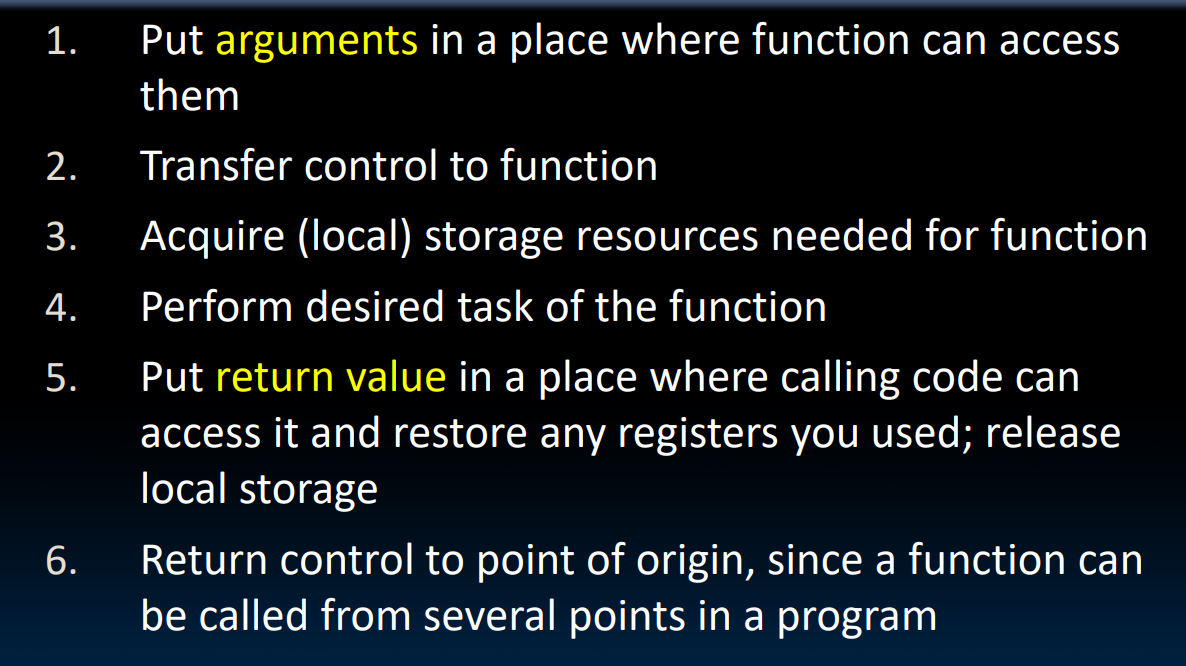 1. Put arguments in a place where function can access
them
2. Transfer control to function
3. Acquire (local) storage resources needed for function
4. Perform desired task of the function
5. Put return value in a place where calling code can
access it and restore any registers you used; release
local storage
6. Return control to point of origin, since a function can
be called from several points in a program